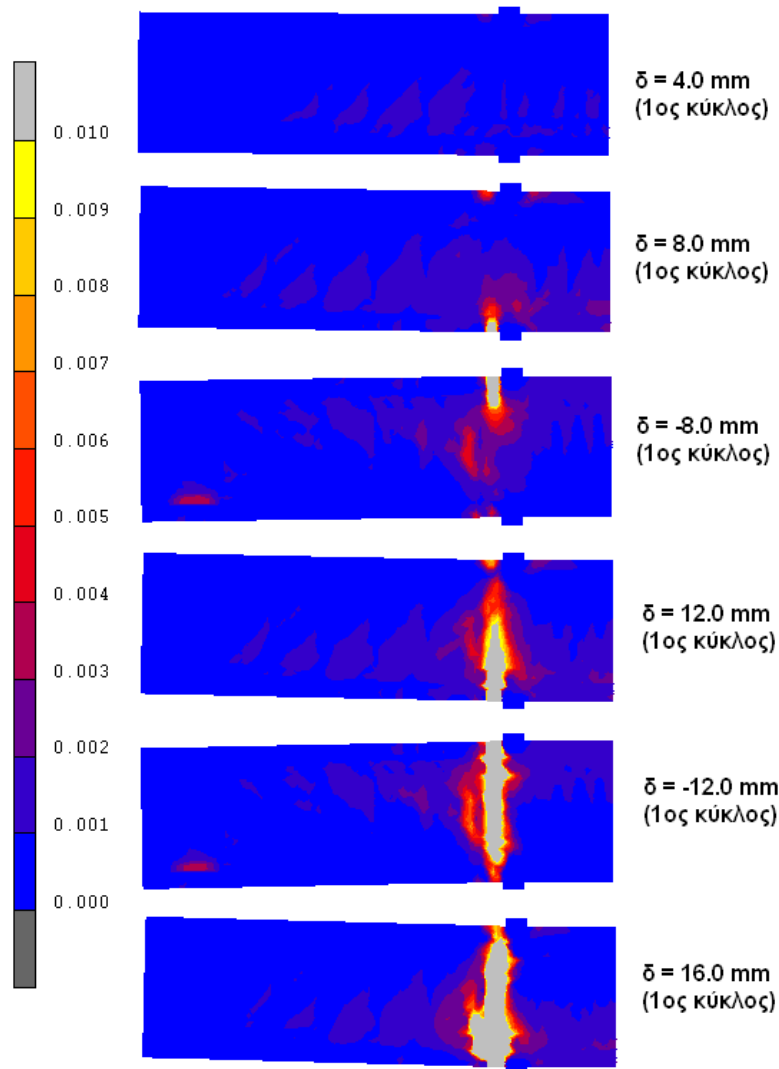 δ = 4.0 mm
(1ος κύκλος)
0.010
0.009
δ = 8.0 mm
(1ος κύκλος)
0.008
0.007
0.006
δ = -8.0 mm
(1ος κύκλος)
0.005
0.004
δ = 12.0 mm
(1ος κύκλος)
0.003
0.002
δ = -12.0 mm
(1ος κύκλος)
0.001
0.000
δ = 16.0 mm
(1ος κύκλος)